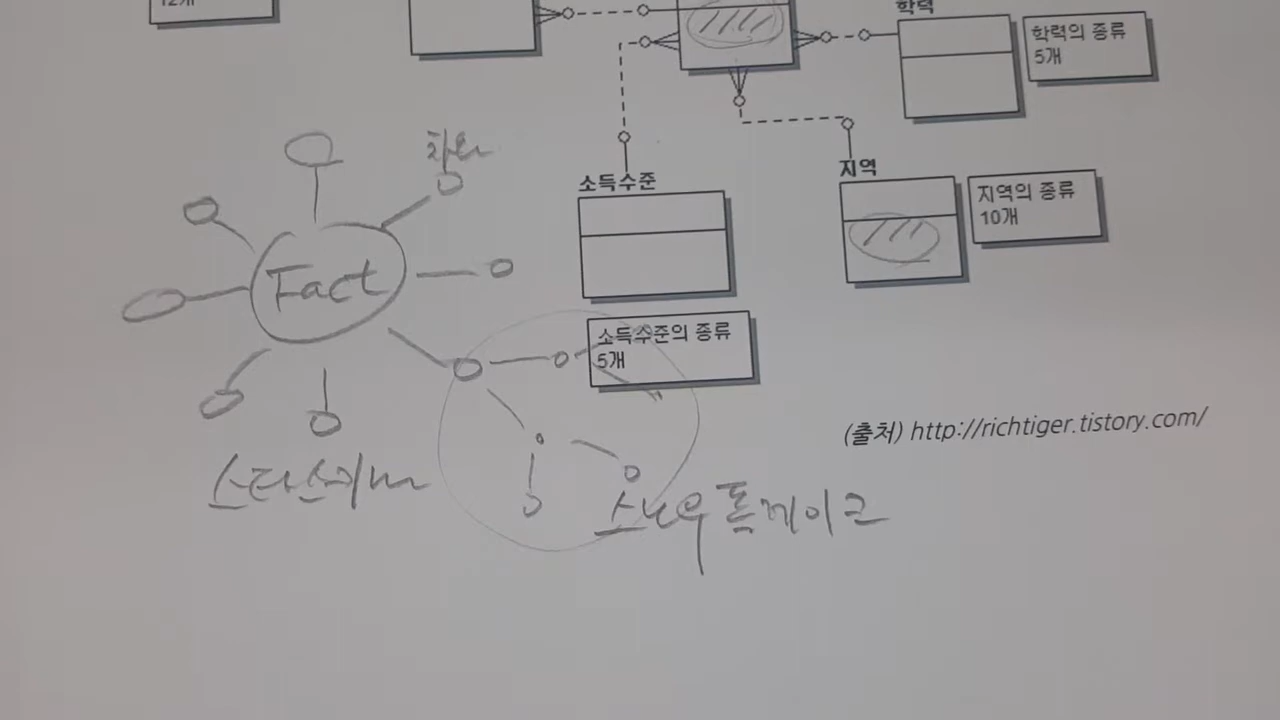 12개
학력
학력의 종류
5개
차원
지역
지역의 종류
10개
소득수준
Fact
소득수준의 종류
5개
(출처) http://richtiger.tistory.com/
스타스키마
스노우플레이크